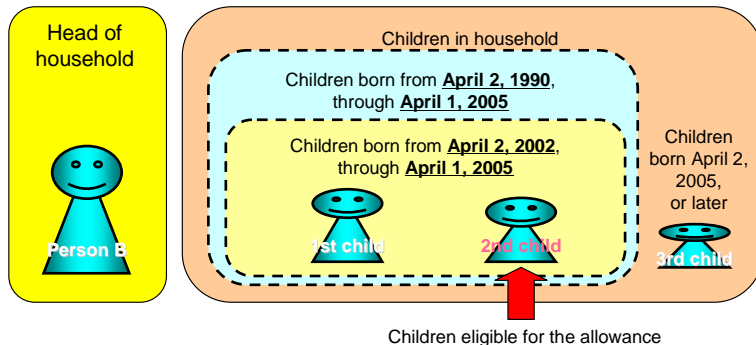 Head of
household
Person B
Children in household
Children born from April 2, 1990,
through April 1, 2005
Children born from April 2, 2002,
through April 1, 2005
1st child
2nd child
Children
born April 2,
2005,
or later
3rd child
Children eligible for the allowance